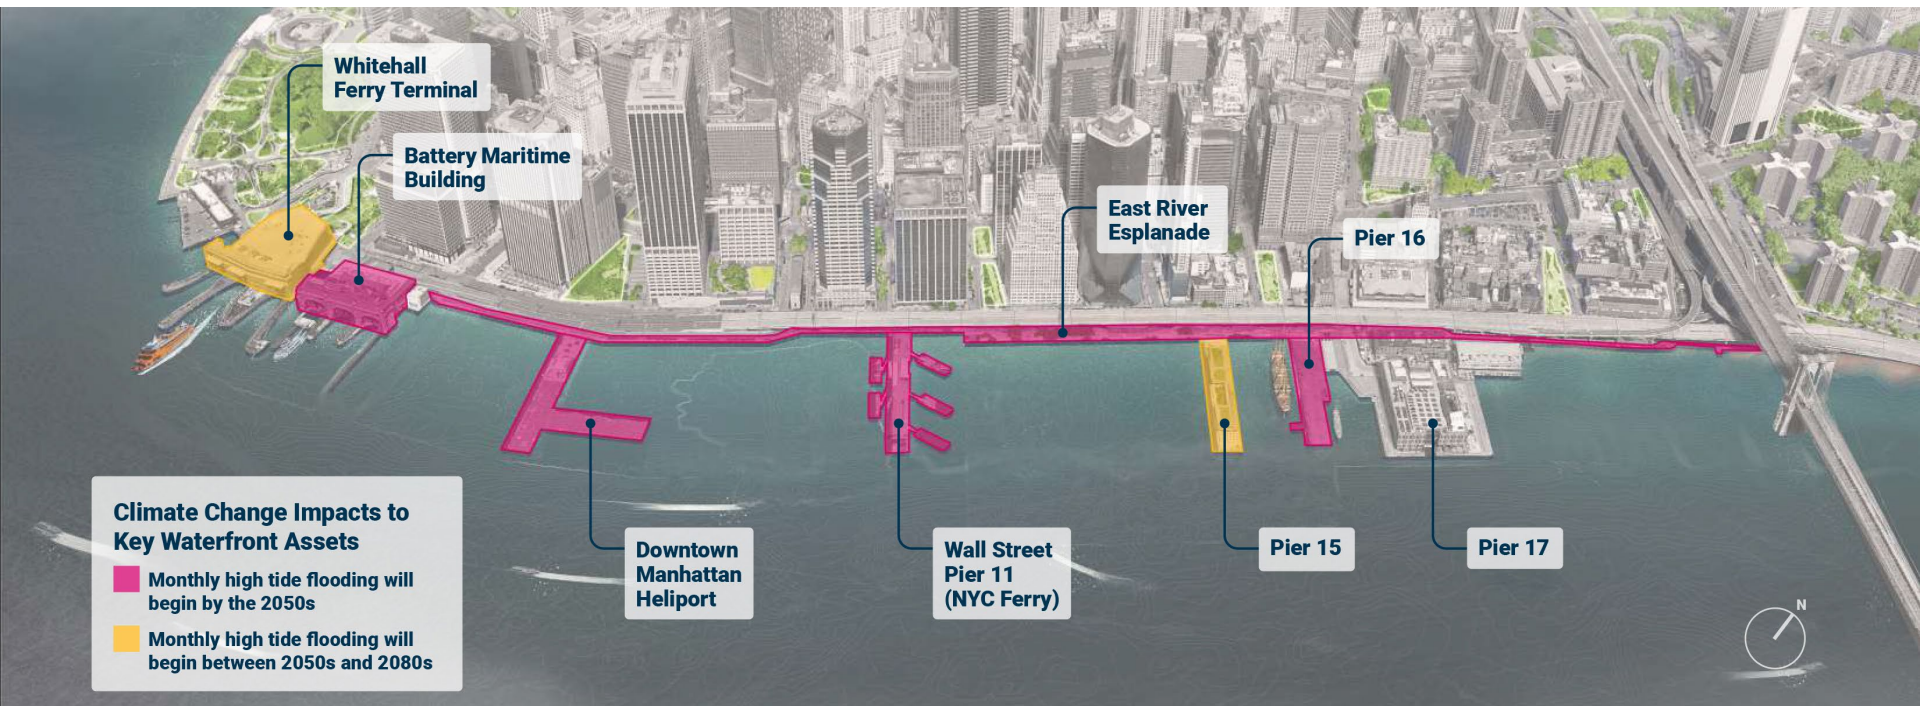 Whitehall
Ferry Terminal
Battery Maritime
Building
East River
Esplanade
Pier 16
Climate Change Impacts to
Key Waterfront Assets
Monthly high tide flooding will
begin by the 2050s
Monthly high tide flooding will
begin between 2050s and 2080s
Downtown
Manhattan
Heliport
Wall Street
Pier 11
(NYC Ferry)
Pier 15
Pier 17
N